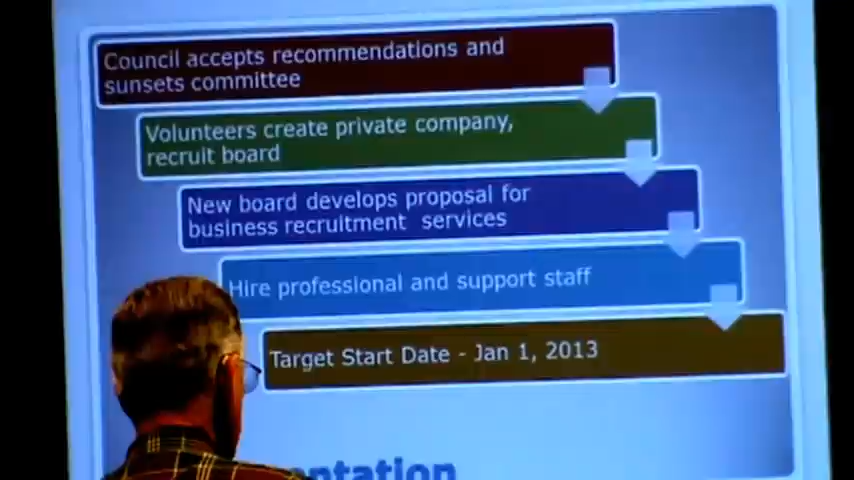 Council accepts recommendations and
sunsets committee
Volunteers create private company,
recruit board
New board develops proposal for
business recruitment services
Hire professional and support staff
Target Start Date - Jan 1, 2013